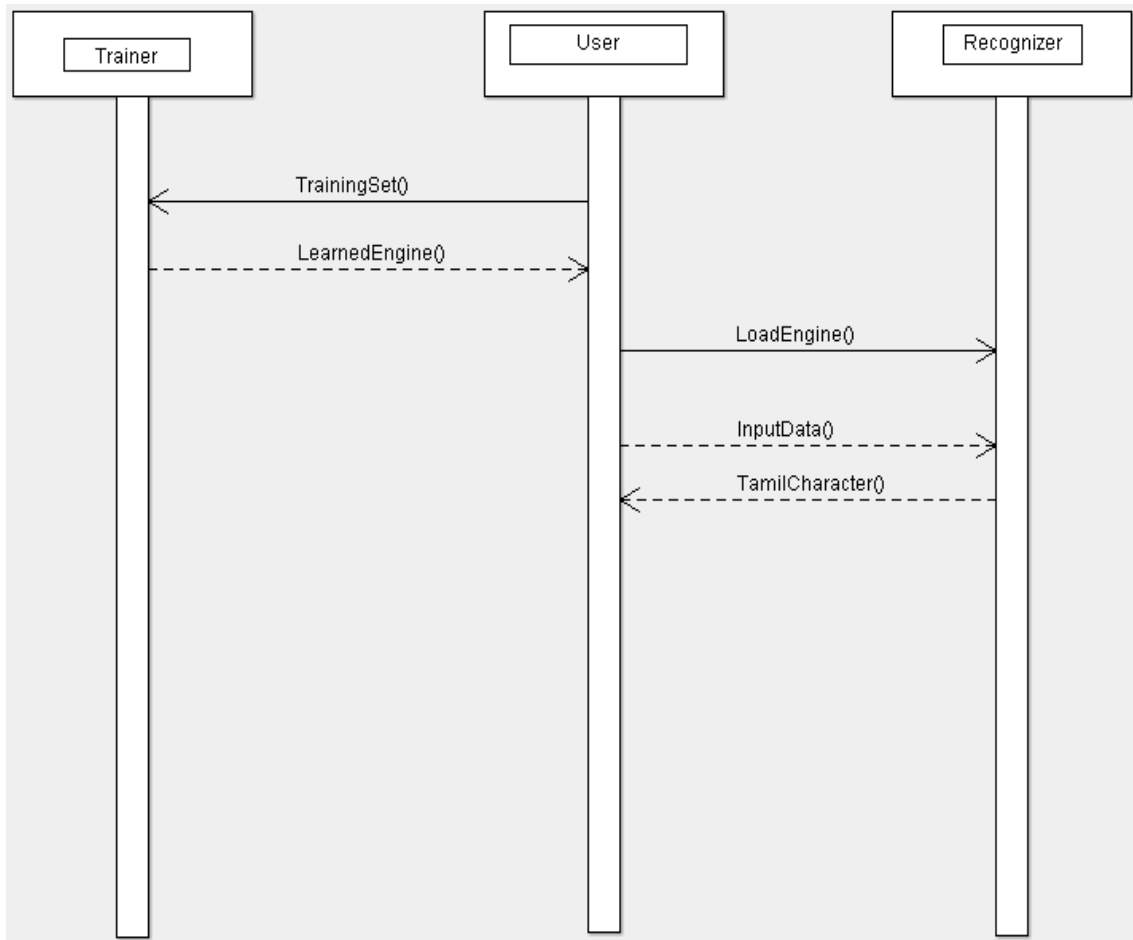 Trainer
User
Recognizer
TrainingSet()
LearnedEngine()
LoadEngine()
InputData()
TamilCharacter()